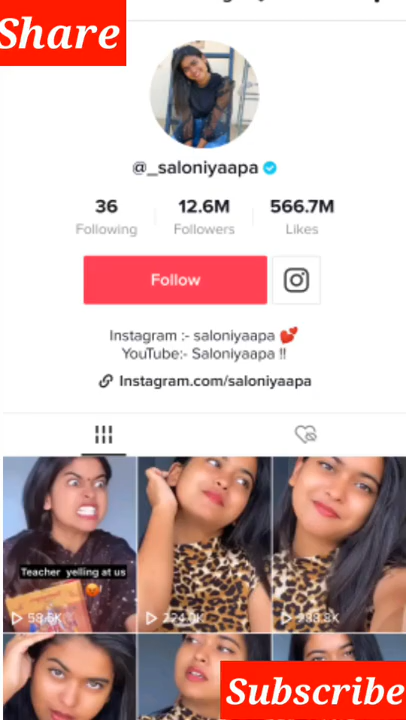 Share
@_saloniyaapa
36 12.6M 566.7M
Following Followers Likes
Follow
Instagram :- saloniyaapa 💕
YouTube:- Saloniyaapa !!
Instagram.com/saloniyaapa
Teacher yelling at us
😡
Subscribe